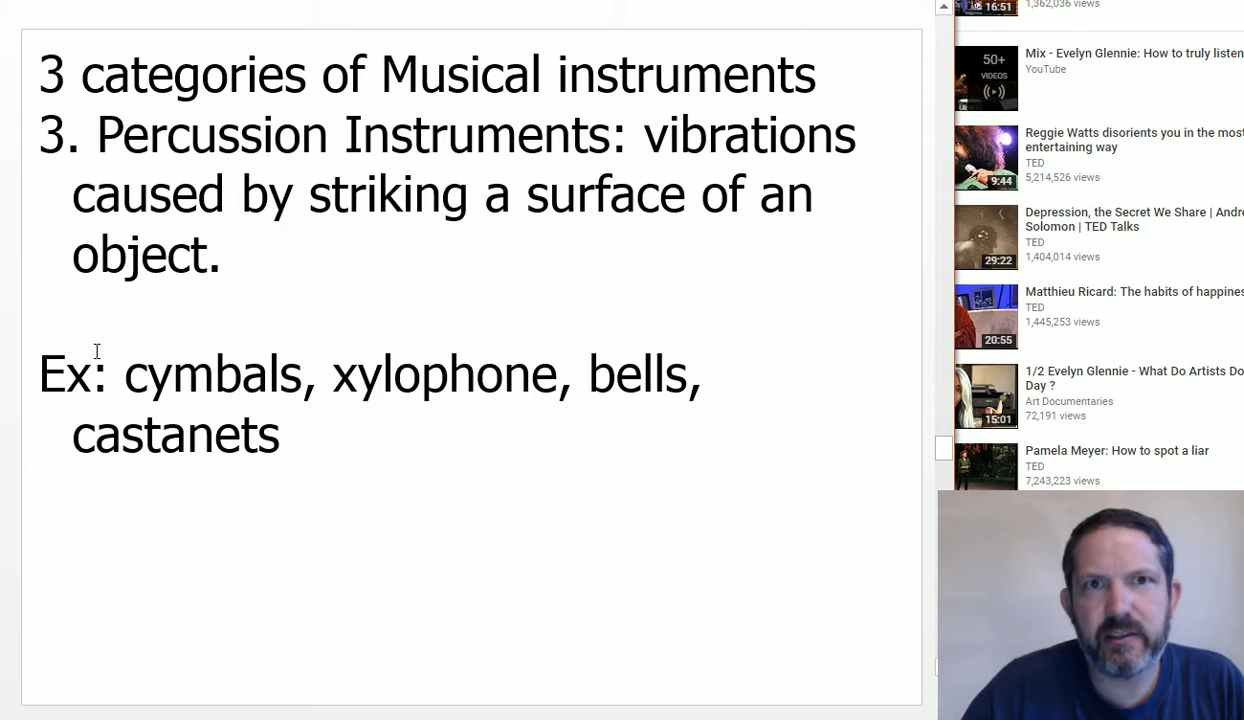 3 categories of Musical instruments
3. Percussion Instruments: vibrations
caused by striking a surface of an
object.
Ex: cymbals, xylophone, bells,
castanets
16:51
1,362,036 views
50+
VIDEOS
Mix - Evelyn Glennie: How to truly listen
YouTube
Reggie Watts disorients you in the most
entertaining way
TED
5,214,526 views
9:44
Depression, the Secret We Share | Andre
Solomon | TED Talks
TED
1,404,014 views
29:22
Matthieu Ricard: The habits of happines
TED
1,445,253 views
20:55
1/2 Evelyn Glennie - What Do Artists Do
Day ?
Art Documentaries
72,191 views
15:01
Pamela Meyer: How to spot a liar
TED
7,243,223 views